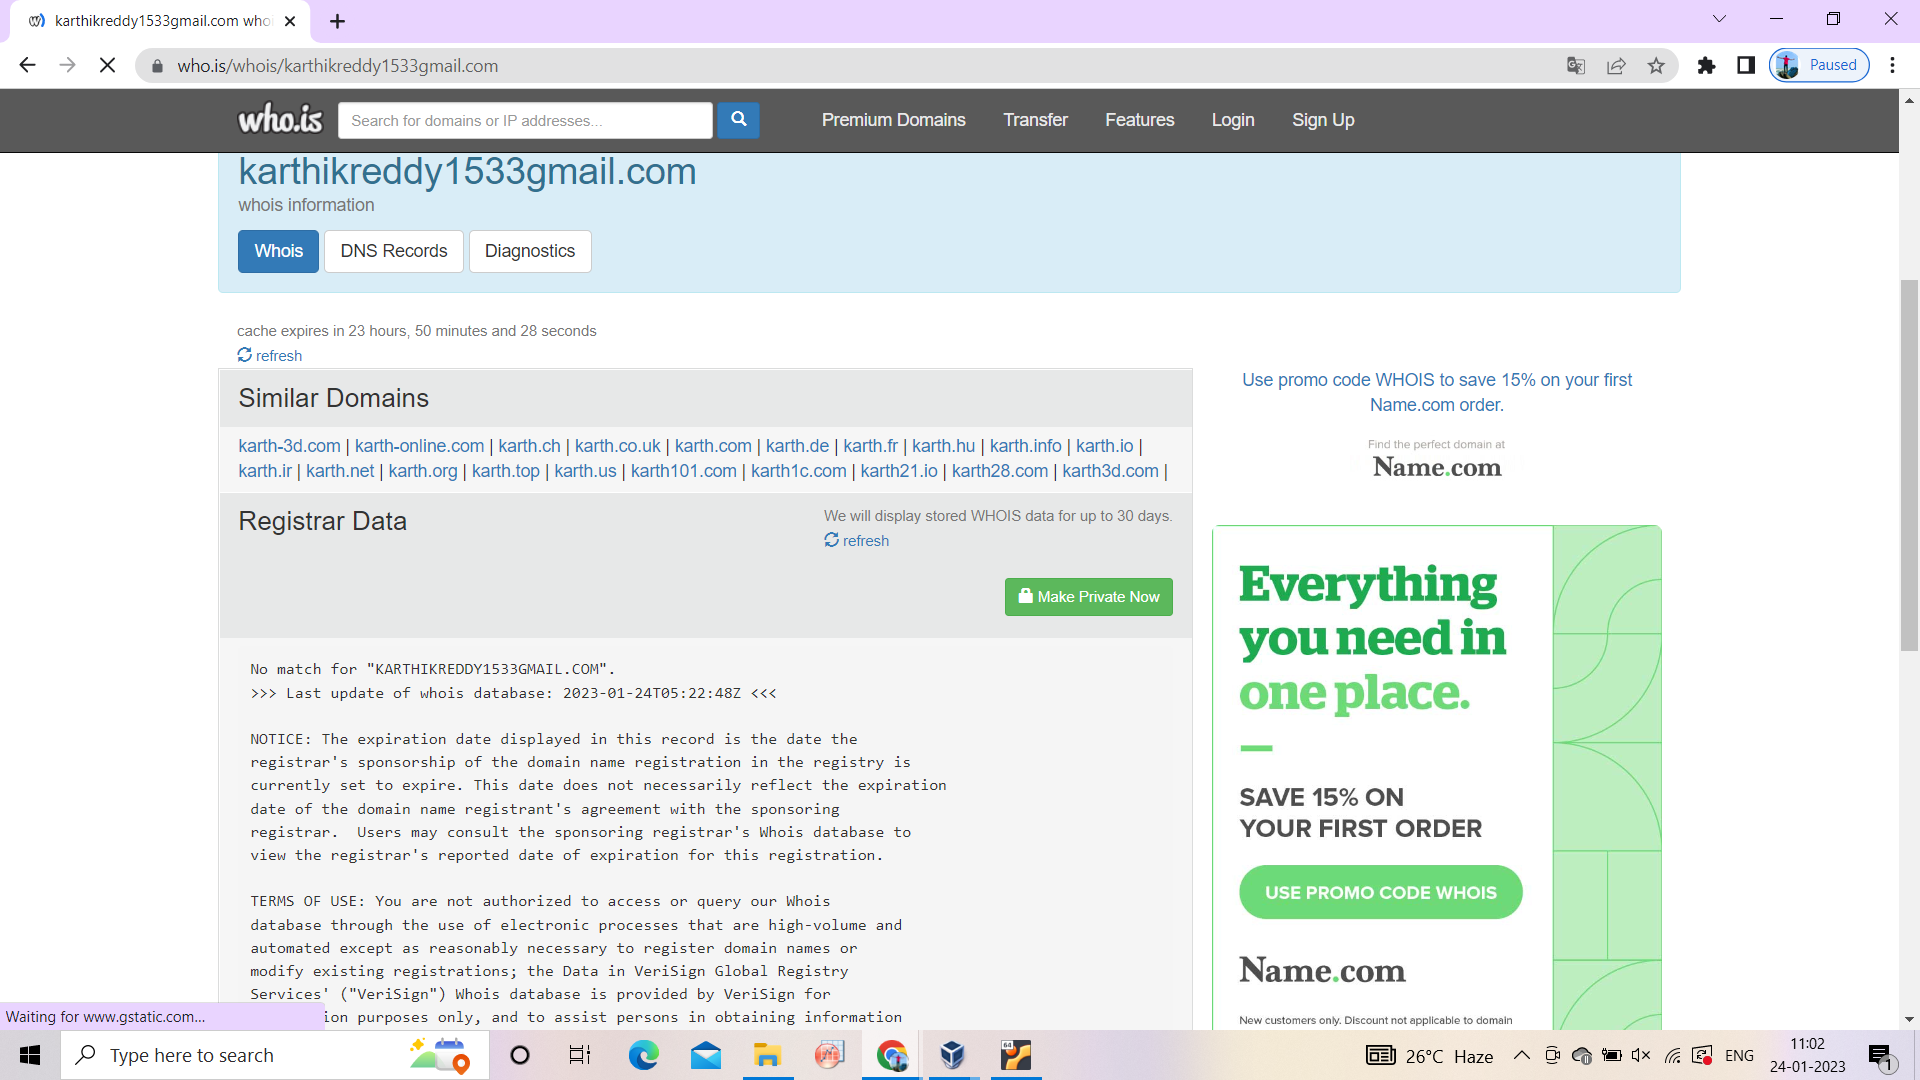 karthikreddy1533gmail.com who
who.is/whois/karthikreddy1533gmail.com
Paused
who.is
Search for domains or IP addresses...
Premium Domains
Transfer
Features
Login
Sign Up
karthikreddy1533gmail.com
whois information
Whois
DNS Records
Diagnostics
cache expires in 23 hours, 50 minutes and 28 seconds
refresh
Similar Domains
karth-3d.com | karth-online.com | karth.ch | karth.co.uk | karth.com | karth.de | karth.fr | karth.hu | karth.info | karth.io |
karth.ir | karth.net | karth.org | karth.top | karth.us | karth101.com | karth1c.com | karth21.io | karth28.com | karth3d.com |
Registrar Data
We will display stored WHOIS data for up to 30 days.
refresh
Make Private Now
No match for "KARTHIKREDDY1533GMAIL.COM".
>>> Last update of whois database: 2023-01-24T05:22:48Z <<<
NOTICE: The expiration date displayed in this record is the date the
registrar's sponsorship of the domain name registration in the registry is
currently set to expire. This date does not necessarily reflect the expiration
date of the domain name registrant's agreement with the sponsoring
registrar.  Users may consult the sponsoring registrar's Whois database to
view the registrar's reported date of expiration for this registration.
TERMS OF USE: You are not authorized to access or query our Whois
database through the use of electronic processes that are high-volume and
automated except as reasonably necessary to register domain names or
modify existing registrations; the Data in VeriSign Global Registry
Services' ("VeriSign") Whois database is provided by VeriSign for
ion purposes only, and to assist persons in obtaining information
Use promo code WHOIS to save 15% on your first
Name.com order.
Find the perfect domain at
Name.com
Everything
you need in
one place.
SAVE 15% ON
YOUR FIRST ORDER
USE PROMO CODE WHOIS
Name.com
New customers only. Discount not applicable to domain
Waiting for www.gstatic.com...
Type here to search
64
26°C Haze
ENG
11:02
24-01-2023
1